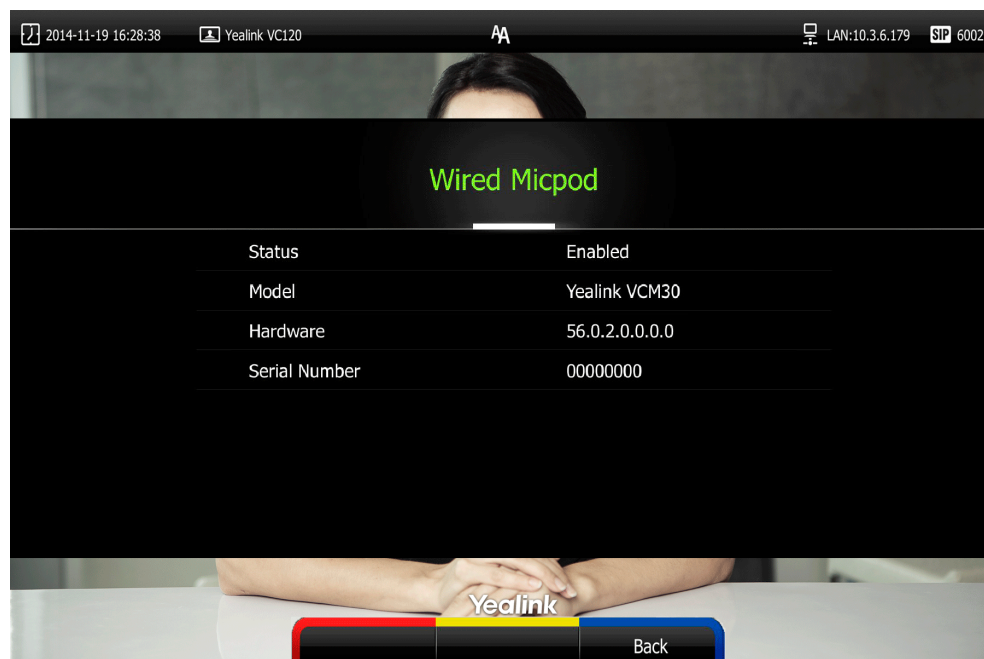 2014-11-19 16:28:38 Yealink VC120 AA LAN:10.3.6.179 SIP 6002
Wired Micpod
Status Enabled
Model Yealink VCM30
Hardware 56.0.2.0.0.0.0
Serial Number 00000000
Yealink
Back